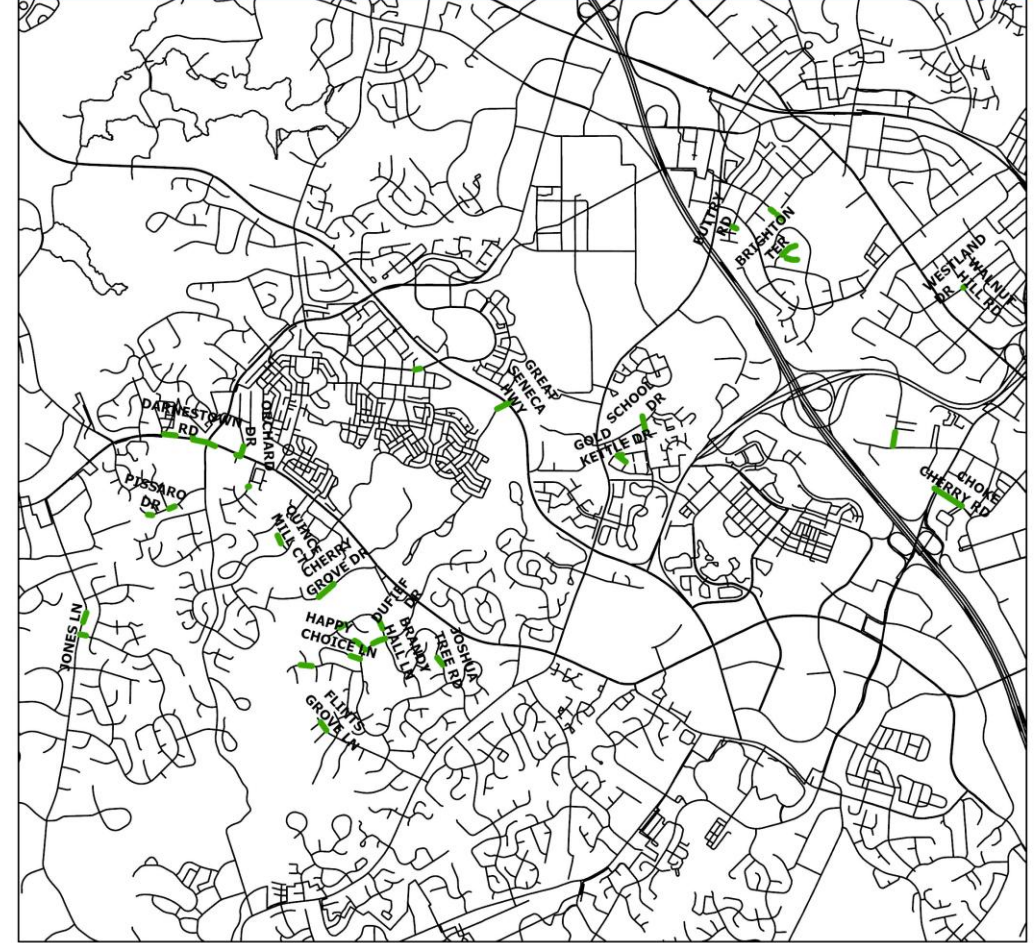 BUTTRY
RD
BRIGHTON
TER
WESTLAND
DR
WALNUT
HILL RD
GREAT
SENECA
HWY
DARNESTOWN
RD
ORCHARD
DR
SCHOOL
DR
GOLD
KETTLE DR
PISSARO
DR
CHOKE
CHERRY RD
QUINCE
MILL CT
CHERRY
GROVE DR
DUFIEF
DR
JONES LN
HAPPY
CHOICE LN
BRANDY
HALL LN
JOSHUA
TREE RD
FLINTS
GROVE LN